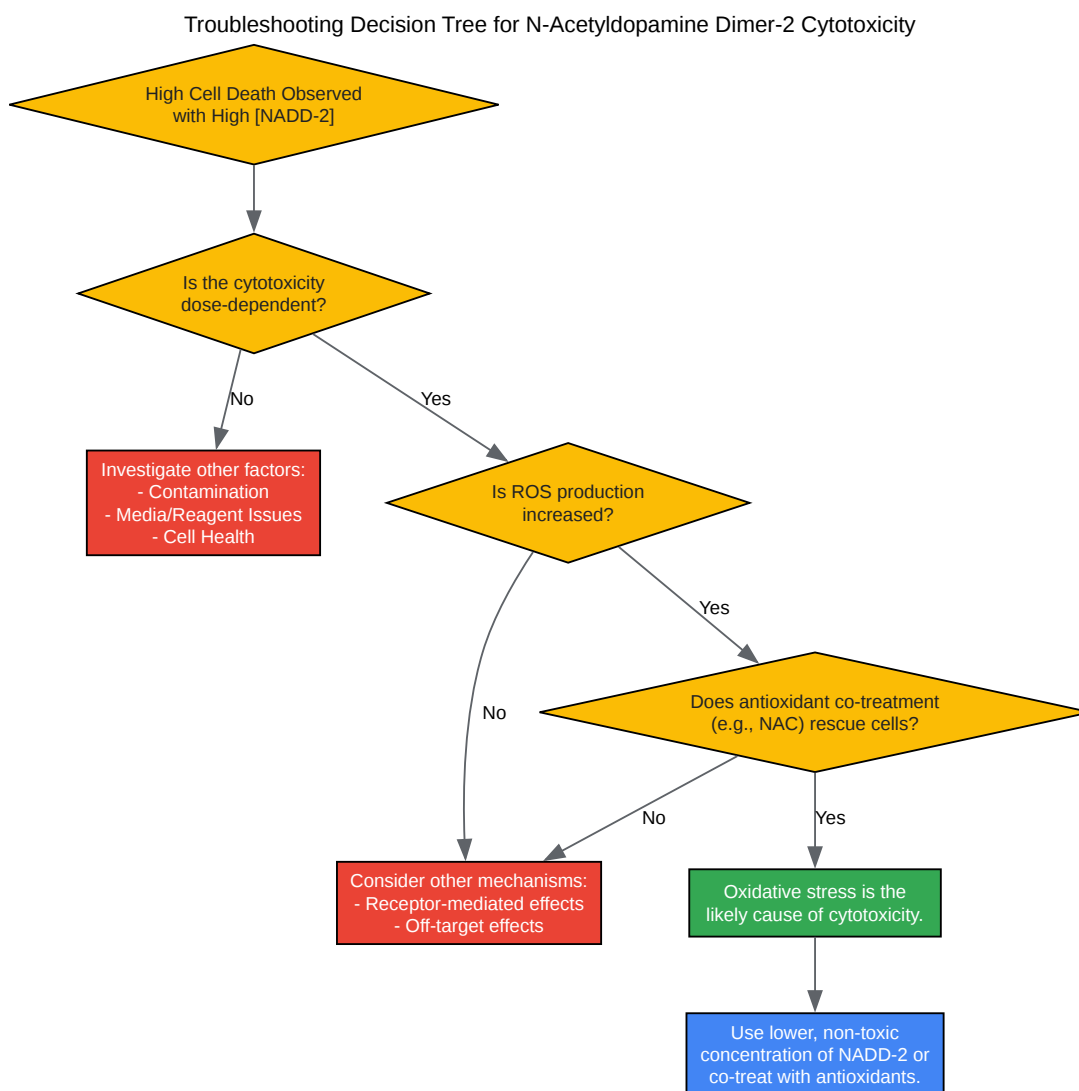 Troubleshooting Decision Tree for N-Acetyldopamine Dimer-2 Cytotoxicity
High Cell Death Observed
with High [NADD-2]
Is the cytotoxicity
dose-dependent?
No
Yes
Investigate other factors:
- Contamination
- Media/Reagent Issues
- Cell Health
Is ROS production
increased?
No
Yes
Does antioxidant co-treatment
(e.g., NAC) rescue cells?
No
Yes
Consider other mechanisms:
- Receptor-mediated effects
- Off-target effects
Oxidative stress is the
likely cause of cytotoxicity.
Use lower, non-toxic
concentration of NADD-2 or
co-treat with antioxidants.